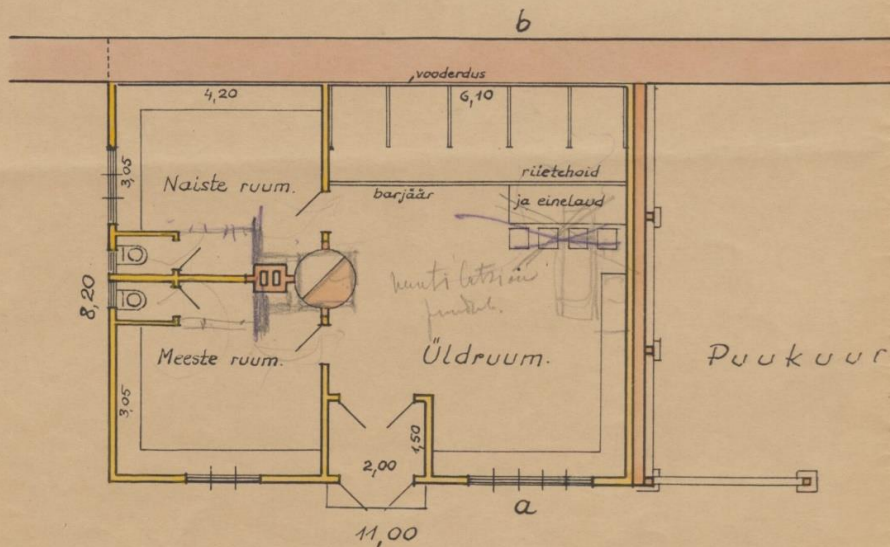 b
vooderdus
4,20
6,10
3,05
Naiste ruum.
riietehoid
barjäär
ja einelaud
8,20
Meeste ruum.
Üldruum.
Puukuur
3,05
1,50
2,00
a
11,00